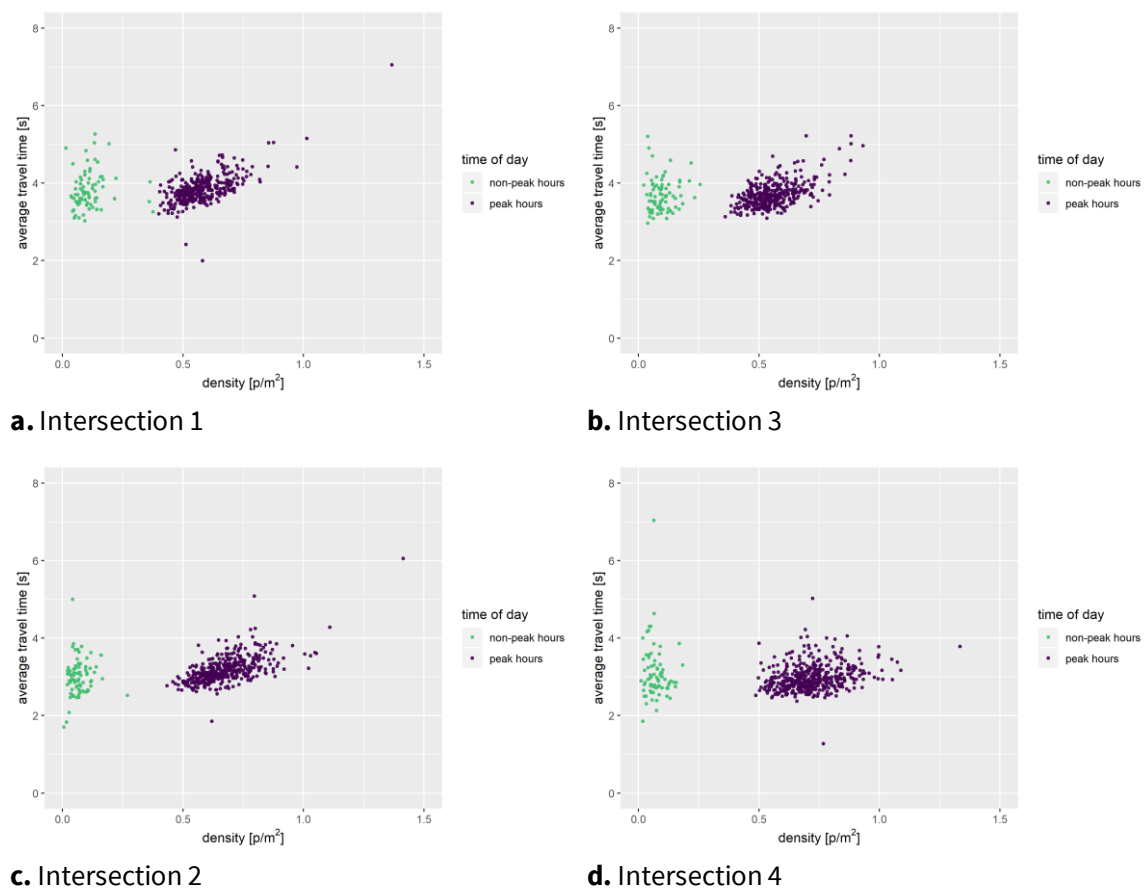 8
6
4
2
0
average travel time [s]
0.0 0.5 1.0 1.5
density [p/m²]
time of day
non-peak hours
peak hours
a. Intersection 1
8
6
4
2
0
average travel time [s]
0.0 0.5 1.0 1.5
density [p/m²]
time of day
non-peak hours
peak hours
b. Intersection 3
8
6
4
2
0
average travel time [s]
0.0 0.5 1.0 1.5
density [p/m²]
time of day
non-peak hours
peak hours
c. Intersection 2
8
6
4
2
0
average travel time [s]
0.0 0.5 1.0 1.5
density [p/m²]
time of day
non-peak hours
peak hours
d. Intersection 4